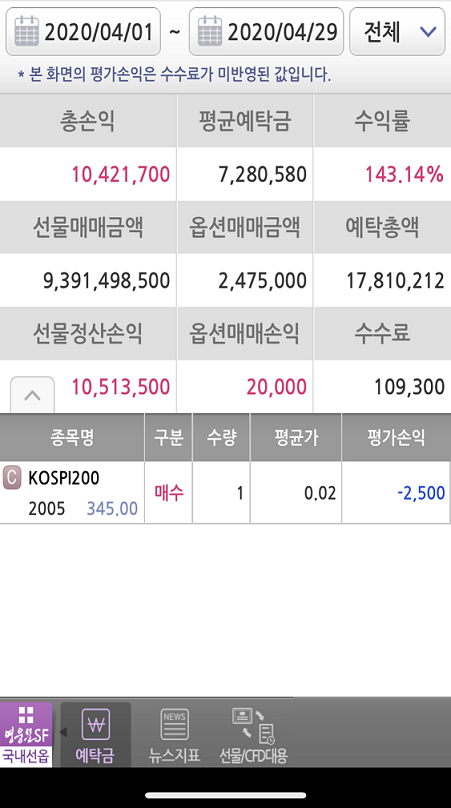 2020/04/01 ~ 2020/04/29 전체
* 본 화면의 평가손익은 수수료가 미반영된 값입니다.
총손익 평균예탁금 수익률
10,421,700 7,280,580 143.14%
선물매매금액 옵션매매금액 예탁총액
9,391,498,500 2,475,000 17,810,212
선물정산손익 옵션매매손익 수수료
10,513,500 20,000 109,300
종목명 구분 수량 평균가 평가손익
C KOSPI200 매수 1 0.02 -2,500
2005 345.00
영웅문SF NEWS
국내선옵 예탁금 뉴스지표 선물/CFD대용